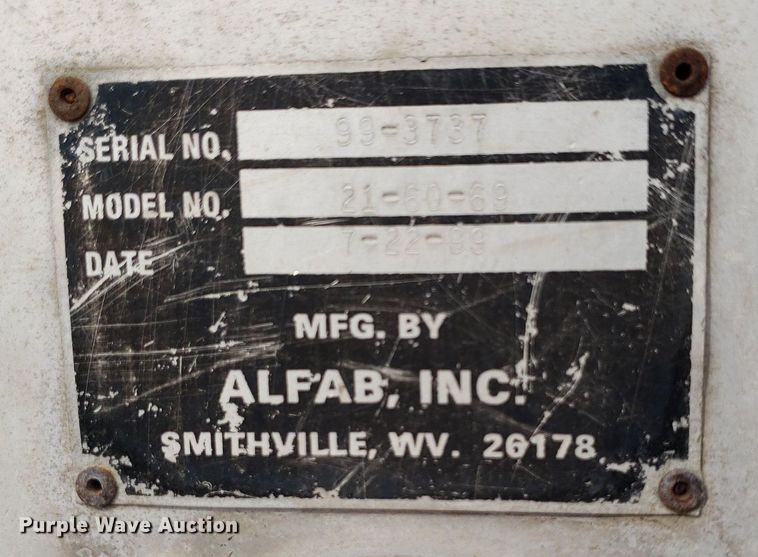 SERIAL NO. 99-3737
MODEL NO. 21-60-69
DATE 7-22-99
MFG. BY
ALFAB, INC.
SMITHVILLE, WV. 26178
Purple Wave Auction